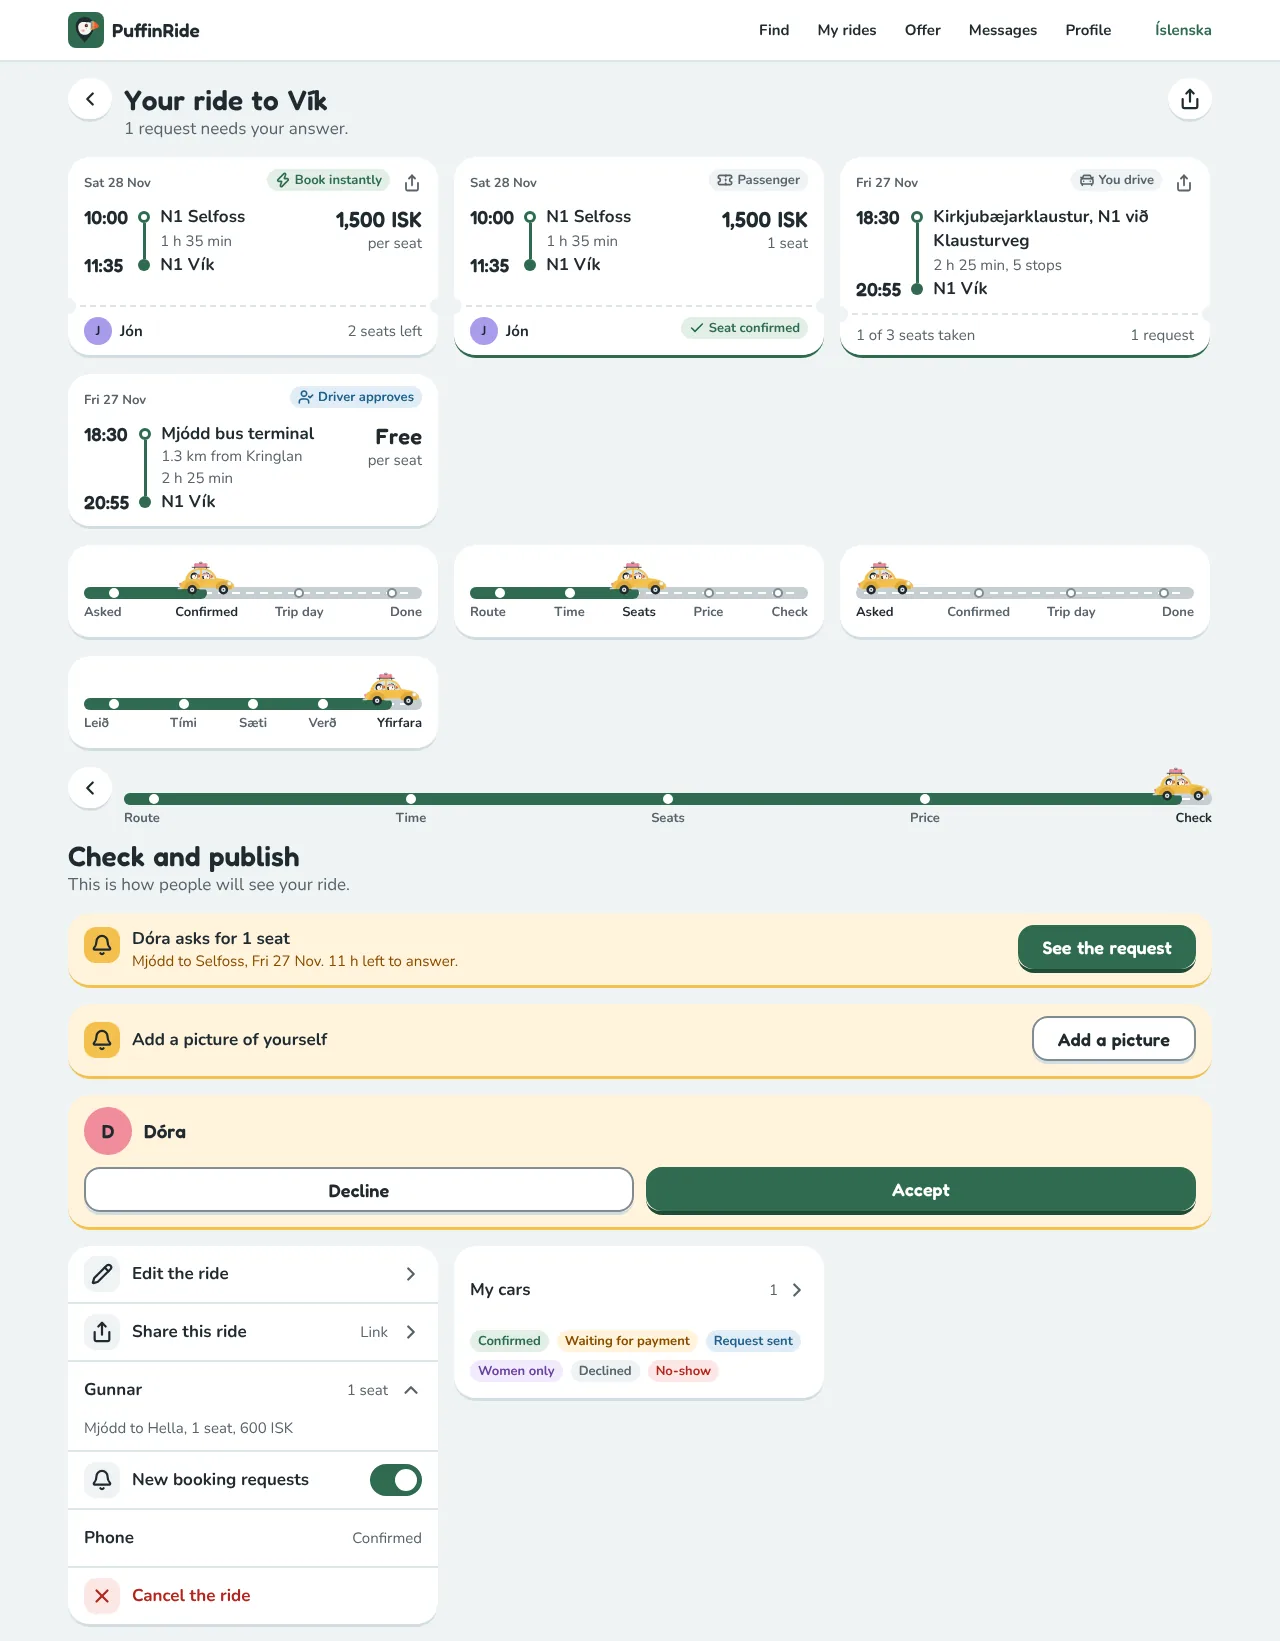 PuffinRide
Find My rides Offer Messages Profile Íslenska
Your ride to Vík
1 request needs your answer.
Sat 28 Nov Book instantly
10:00 N1 Selfoss 1,500 ISK
1 h 35 min per seat
11:35 N1 Vík
J Jón 2 seats left
Sat 28 Nov Passenger
10:00 N1 Selfoss 1,500 ISK
1 h 35 min 1 seat
11:35 N1 Vík
J Jón Seat confirmed
Fri 27 Nov You drive
18:30 Kirkjubæjarklaustur, N1 við
Klausturveg
2 h 25 min, 5 stops
20:55 N1 Vík
1 of 3 seats taken 1 request
Fri 27 Nov Driver approves
18:30 Mjódd bus terminal Free
1.3 km from Kringlan per seat
2 h 25 min
20:55 N1 Vík
Asked Confirmed Trip day Done
Route Time Seats Price Check
Asked Confirmed Trip day Done
Leið Tími Sæti Verð Yfirfara
Route Time Seats Price Check
Check and publish
This is how people will see your ride.
Dóra asks for 1 seat
Mjódd to Selfoss, Fri 27 Nov. 11 h left to answer.
See the request
Add a picture of yourself
Add a picture
D Dóra
Decline Accept
Edit the ride
Share this ride Link
Gunnar 1 seat
Mjódd to Hella, 1 seat, 600 ISK
New booking requests
Phone Confirmed
Cancel the ride
My cars 1
Confirmed Waiting for payment Request sent
Women only Declined No-show